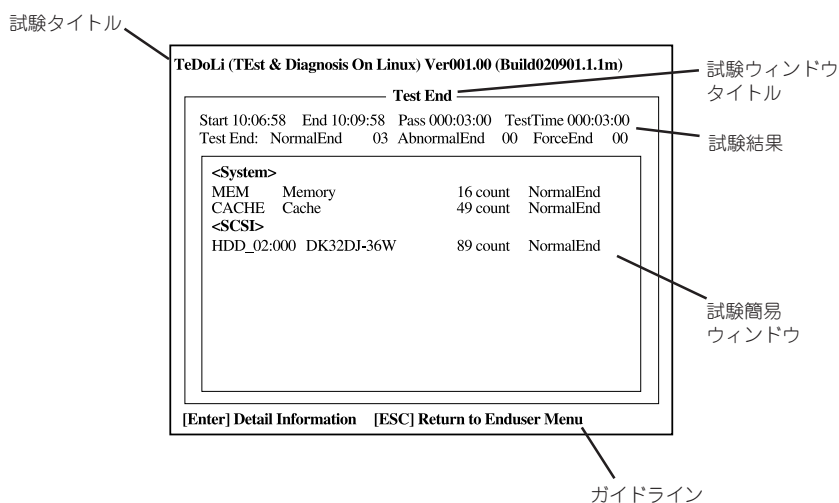 試験タイトル
TeDoLi (TEst & Diagnosis On Linux) Ver001.00 (Build020901.1.1m)
試験ウィンドウ
タイトル
Test End
Start 10:06:58 End 10:09:58 Pass 000:03:00 TestTime 000:03:00
Test End: NormalEnd 03 AbnormalEnd 00 ForceEnd 00
試験結果
<System>
MEM Memory 16 count NormalEnd
CACHE Cache 49 count NormalEnd
<SCSI>
HDD_02:000 DK32DJ-36W 89 count NormalEnd
試験簡易
ウィンドウ
[Enter] Detail Information [ESC] Return to Enduser Menu
ガイドライン